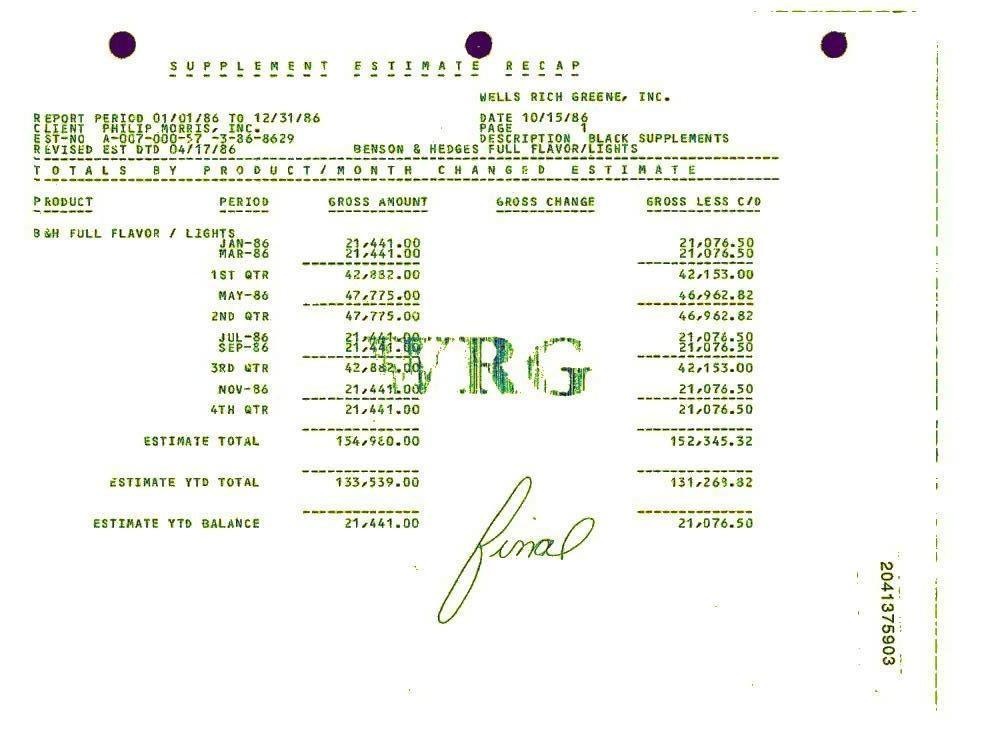 SUPPLEMENT ESTIMATE RECAP
WELLS RICH GREENE, INC.
REPORT PERIOD 01/01/86 TO 12/31/86 DATE 10/15/86
CLIENT PHILIP MORRIS, INC. PAGE 1
EST-NO A-007-000-57 -3-86-8629 DESCRIPTION BLACK SUPPLEMENTS
REVISED EST DTD 04/17/86 BENSON & HEDGES FULL FLAVOR/LIGHTS
TOTALS BY PRODUCT/MONTH CHANGED ESTIMATE
PRODUCT PERIOD GROSS AMOUNT GROSS CHANGE GROSS LESS C/D
B&H FULL FLAVOR / LIGHTS
JAN-86 21,441.00 21,076.50
MAR-86 21,441.00 21,076.50
1ST QTR 42,882.00 42,153.00
MAY-86 47,775.00 46,962.82
2ND QTR 47,775.00 46,962.82
JUL-86 21,441.00 21,076.50
SEP-86 21,441.00 21,076.50
3RD QTR 42,882.00 42,153.00
WRG
NOV-86 21,441.00 21,076.50
4TH QTR 21,441.00 21,076.50
ESTIMATE TOTAL 154,980.00 152,345.32
ESTIMATE YTD TOTAL 133,539.00 131,268.82
ESTIMATE YTD BALANCE 21,441.00 21,076.50
final
2041375903